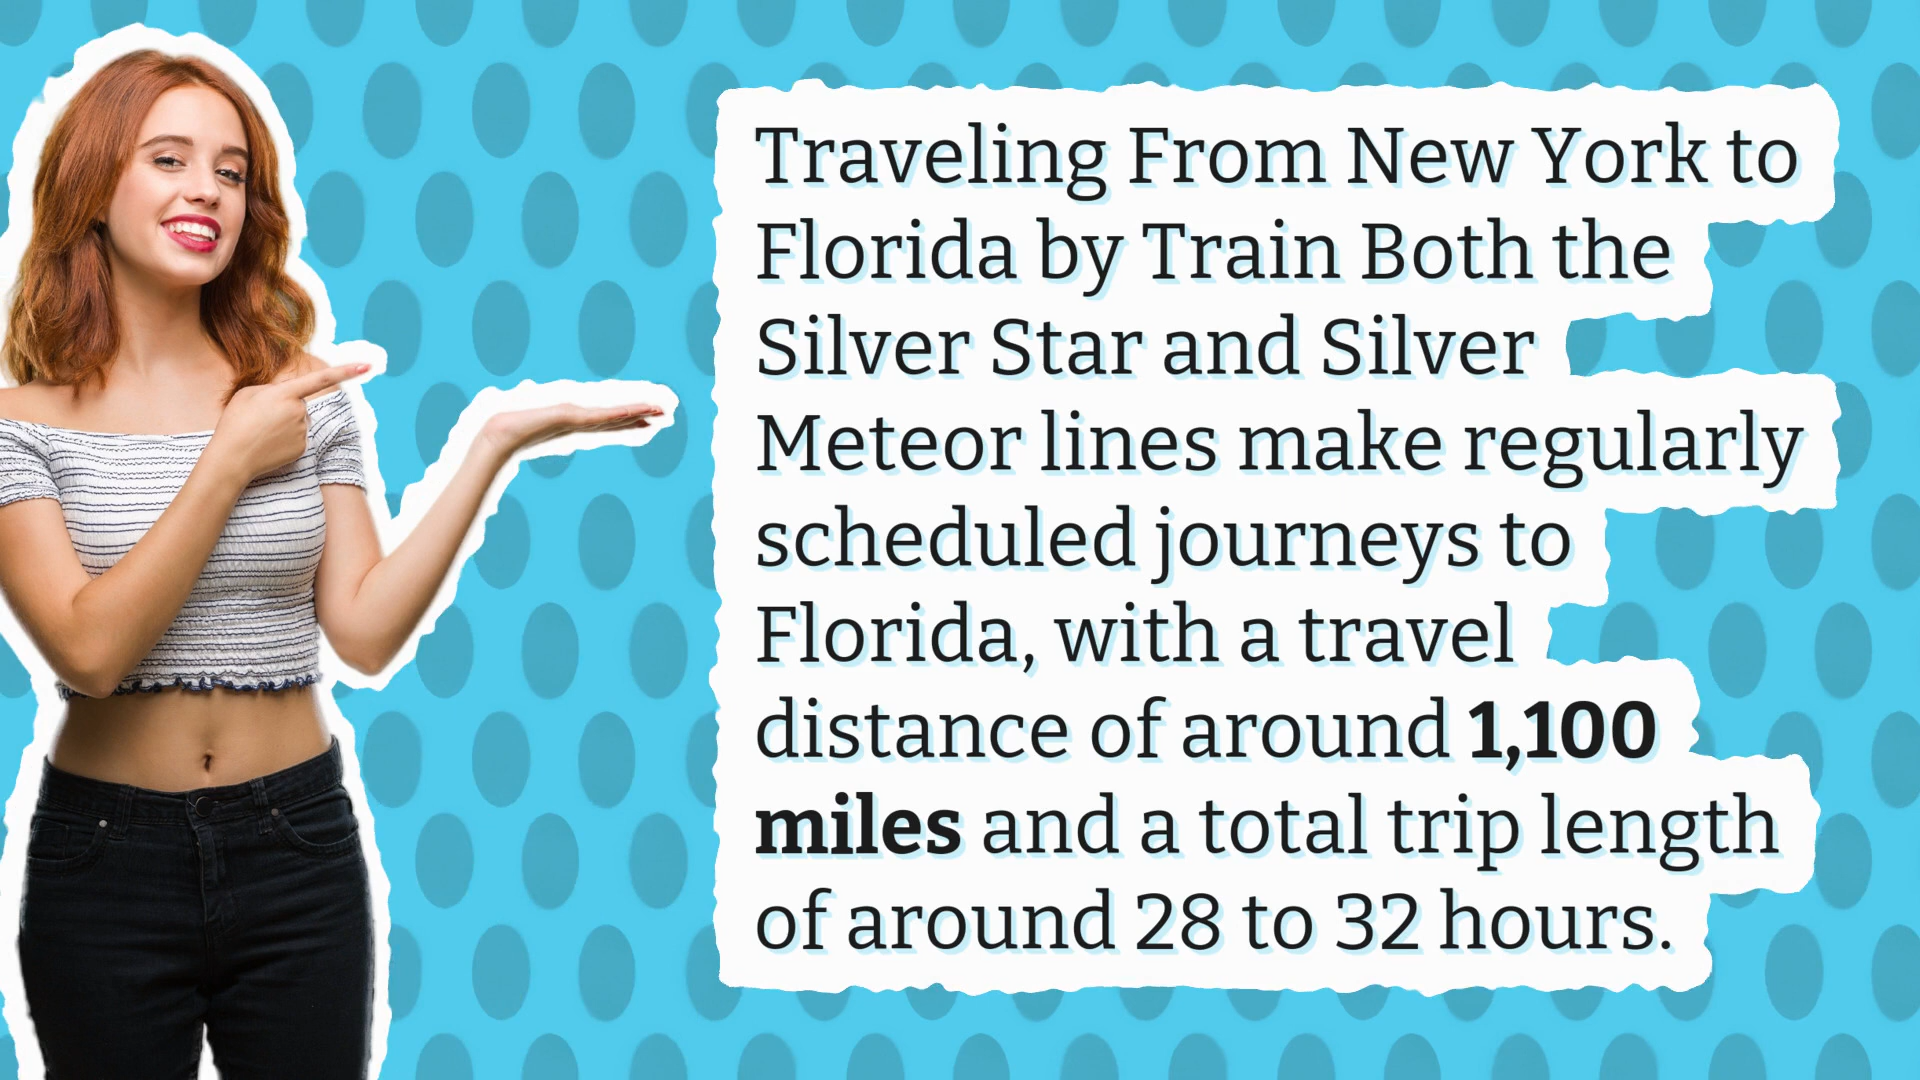 Traveling From New York to
Florida by Train Both the
Silver Star and Silver
Meteor lines make regularly
scheduled journeys to
Florida, with a travel
distance of around 1,100
miles and a total trip length
of around 28 to 32 hours.